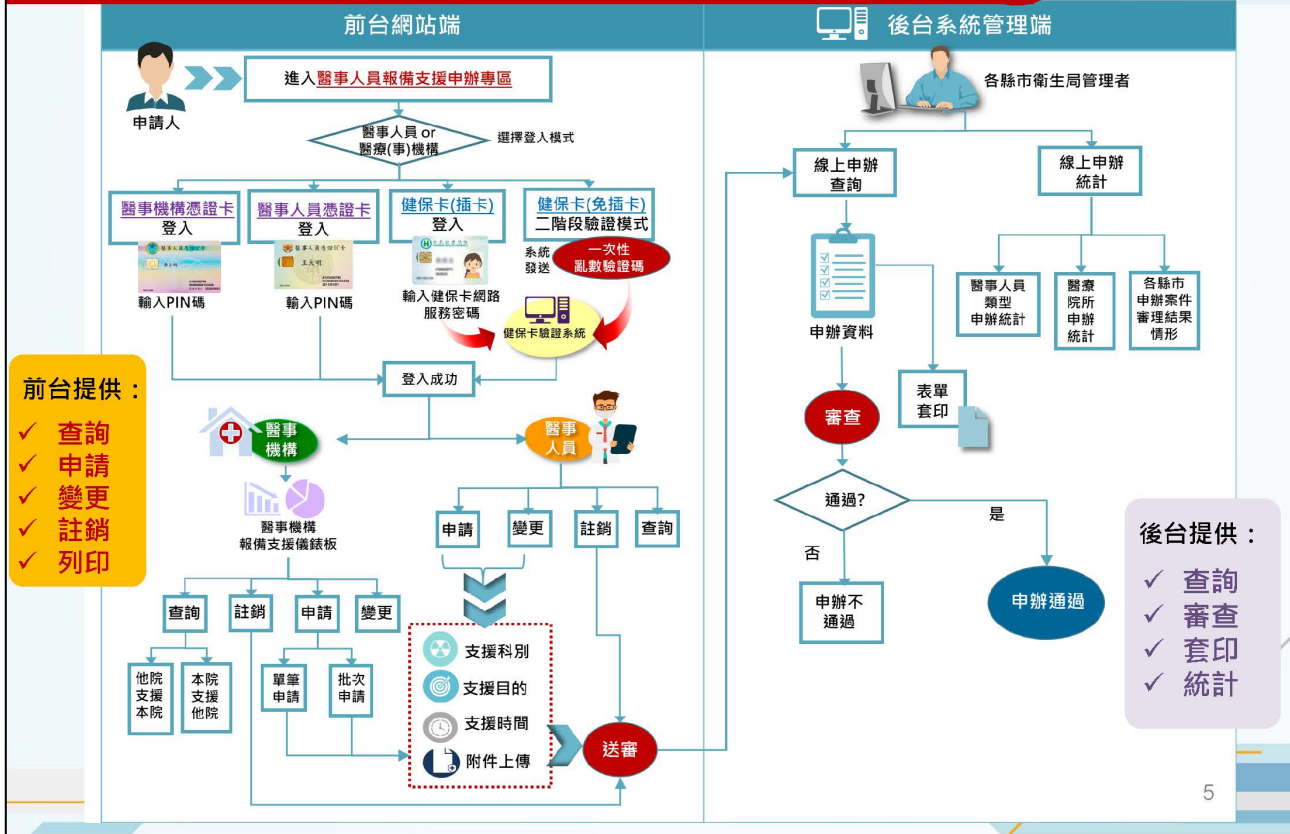 前台網站端
後台系統管理端
申請人
進入醫事人員報備支援申辦專區
醫事人員 or
醫療(事)機構
選擇登入模式
醫事機構憑證卡
登入
醫事人員憑證卡
登入
健保卡(插卡)
登入
健保卡(免插卡)
二階段驗證模式
系統
發送
一次性
亂數驗證碼
王大明
輸入PIN碼
輸入PIN碼
輸入健保卡網路
服務密碼
健保卡驗證系統
登入成功
前台提供：
✓ 查詢
✓ 申請
✓ 變更
✓ 註銷
✓ 列印
醫事
機構
醫事
人員
醫事機構
報備支援儀錶板
申請
變更
註銷
查詢
查詢
註銷
申請
變更
他院
支援
本院
本院
支援
他院
單筆
申請
批次
申請
支援科別
支援目的
支援時間
附件上傳
送審
各縣市衛生局管理者
線上申辦
查詢
線上申辦
統計
申辦資料
醫事人員
類型
申辦統計
醫療
院所
申辦
統計
各縣市
申辦案件
審理結果
情形
表單
套印
審查
通過?
是
否
申辦不
通過
申辦通過
後台提供：
✓ 查詢
✓ 審查
✓ 套印
✓ 統計
5